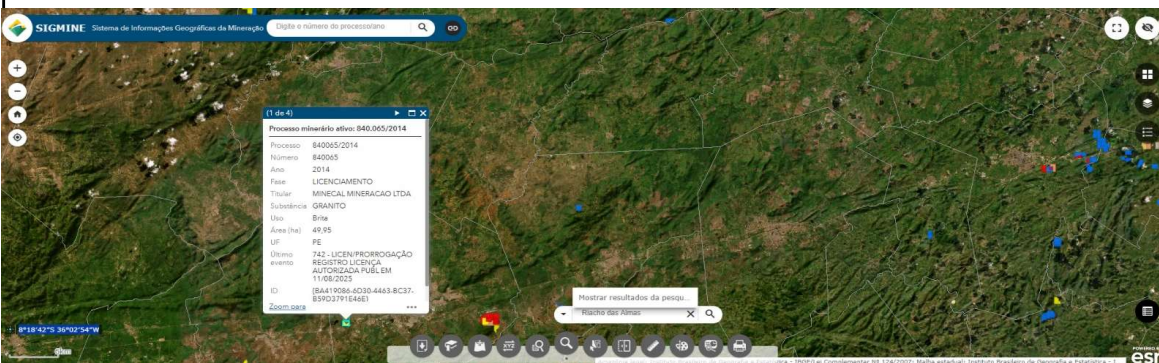 SIGMINE Sistema de Informações Geográficas da Mineração
Digite o número do processo/ano
(1 de 4)
Processo minerário ativo: 840.065/2014
Processo 840065/2014
Número 840065
Ano 2014
Fase LICENCIAMENTO
Titular MINECAL MINERACAO LTDA
Substância GRANITO
Uso Brita
Área (ha) 49,95
UF PE
Último evento 742 - LICEN/PRORROGAÇÃO
REGISTRO LICENÇA
AUTORIZADA PUBL EM
11/08/2025
ID {BA419086-6D30-4463-BC37-
B59D3791E46E}
Zoom para
Mostrar resultados da pesqu...
Riacho das Almas
8°18'42"S 36°02'54"W
POWERED BY
esri